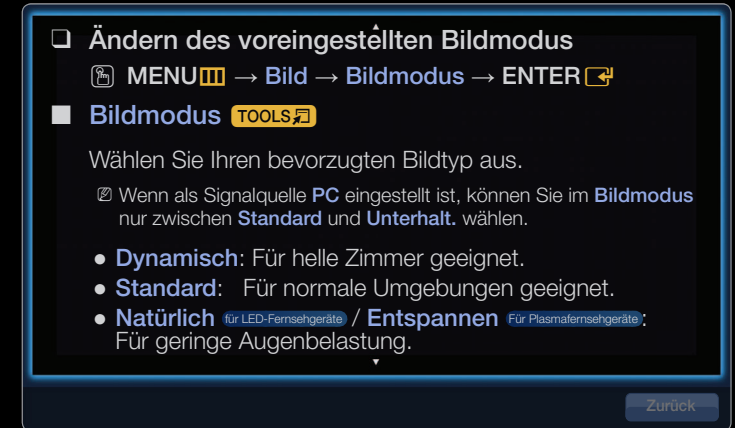 Ändern des voreingestellten Bildmodus
MENU → Bild → Bildmodus → ENTER
Bildmodus TOOLS
Wählen Sie Ihren bevorzugten Bildtyp aus.
Wenn als Signalquelle PC eingestellt ist, können Sie im Bildmodus
nur zwischen Standard und Unterhalt. wählen.
● Dynamisch: Für helle Zimmer geeignet.
● Standard: Für normale Umgebungen geeignet.
● Natürlich für LED-Fernsehgeräte / Entspannen Für Plasmafernsehgeräte:
Für geringe Augenbelastung.
Zurück